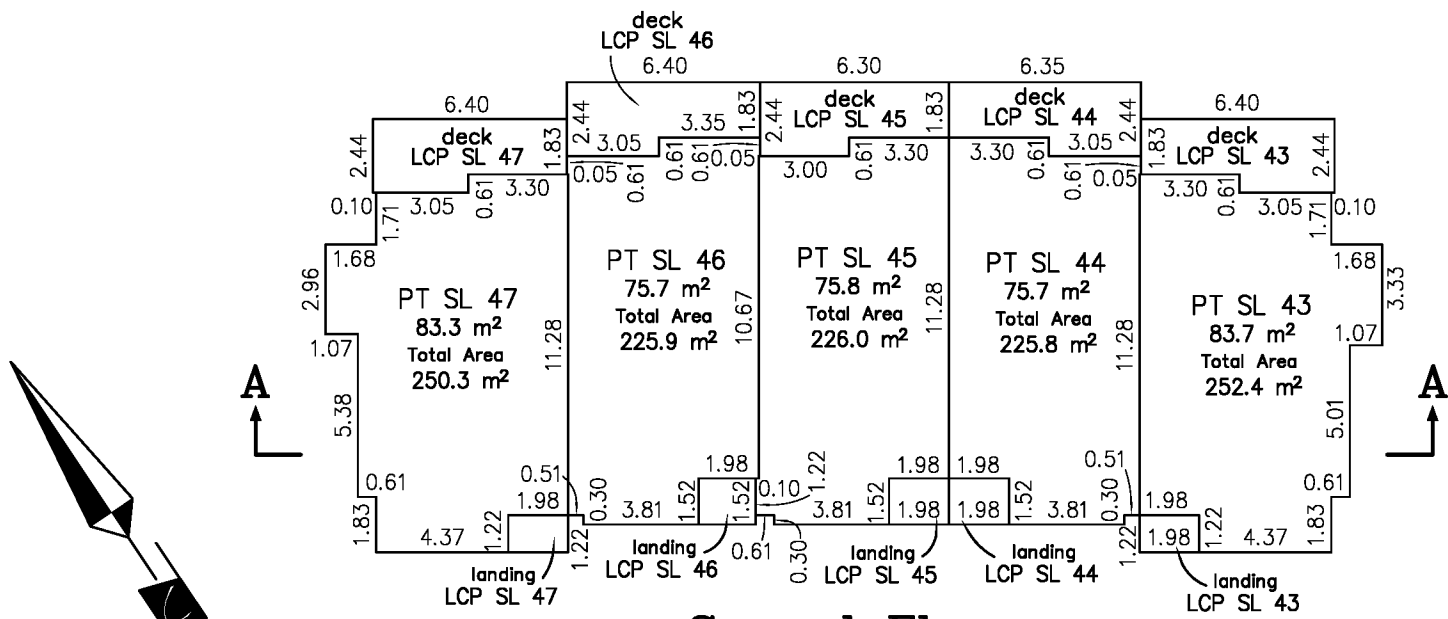 deck
LCP SL 46
6.40
6.30
6.35
6.40
6.40
deck
LCP SL 47
deck
LCP SL 45
deck
LCP SL 44
deck
LCP SL 43
2.44
1.83
2.44
1.83
2.44
1.83
2.44
1.83
2.44
3.05
3.35
3.05
3.30
0.05
0.61
0.61
0.61
0.05
3.00
0.61
3.30
3.30
0.61
0.61
0.05
3.30
0.61
0.10
3.05
0.61
1.71
3.05
1.71
0.10
1.68
1.68
2.96
3.33
PT SL 47
83.3 m²
Total Area
250.3 m²
PT SL 46
75.7 m²
Total Area
225.9 m²
PT SL 45
75.8 m²
Total Area
226.0 m²
PT SL 44
75.7 m²
Total Area
225.8 m²
PT SL 43
83.7 m²
Total Area
252.4 m²
11.28
10.67
11.28
11.28
1.07
1.07
A
A
5.38
5.01
0.61
0.51
1.98
1.98
1.22
1.98
1.98
0.51
0.61
1.98
0.30
3.81
1.52
1.52
0.10
3.81
1.52
1.98
1.98
1.52
3.81
0.30
1.98
1.83
4.37
1.22
1.22
0.61
0.30
1.22
1.98
1.22
4.37
1.83
landing
LCP SL 47
landing
LCP SL 46
landing
LCP SL 45
landing
LCP SL 44
landing
LCP SL 43